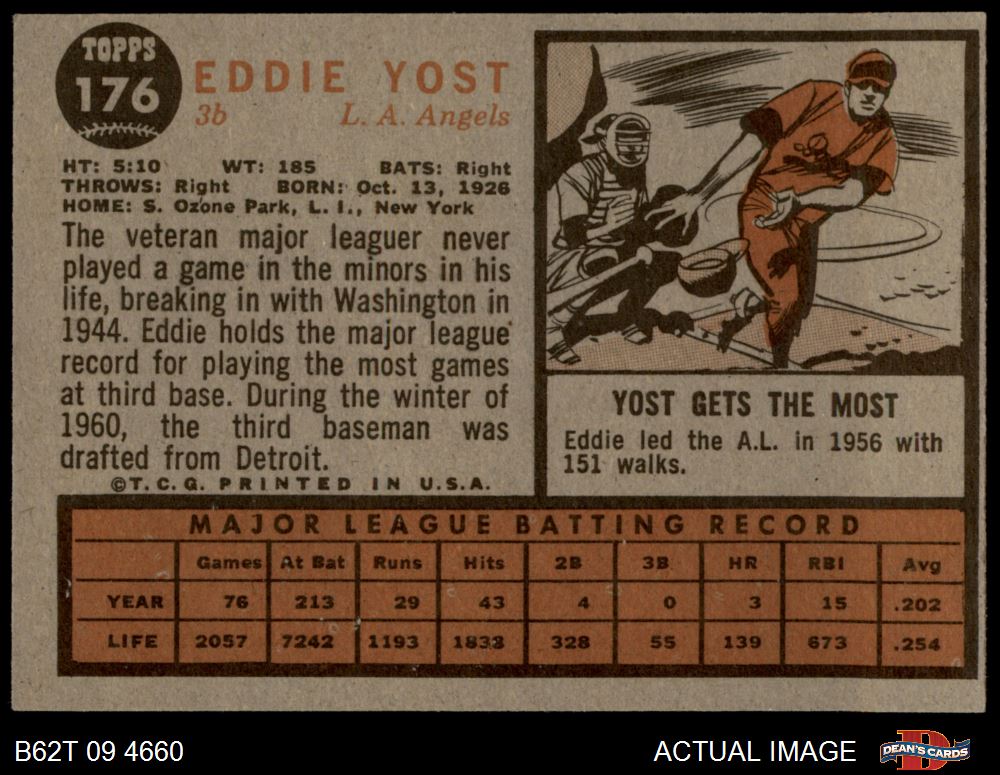 TOPPS
176
EDDIE YOST
3b L. A. Angels
HT: 5:10 WT: 185 BATS: Right
THROWS: Right BORN: Oct. 13, 1926
HOME: S. Ozone Park, L. I., New York
The veteran major leaguer never
played a game in the minors in his
life, breaking in with Washington in
1944. Eddie holds the major league
record for playing the most games
at third base. During the winter of
1960, the third baseman was
drafted from Detroit.
©T.C.G. PRINTED IN U.S.A.
YOST GETS THE MOST
Eddie led the A.L. in 1956 with
151 walks.
MAJOR LEAGUE BATTING RECORD
Games At Bat Runs Hits 2B 3B HR RBI Avg
YEAR 76 213 29 43 4 0 3 15 .202
LIFE 2057 7242 1193 1838 328 55 139 673 .254
B62T 09 4660 ACTUAL IMAGE D DEAN'S CARDS